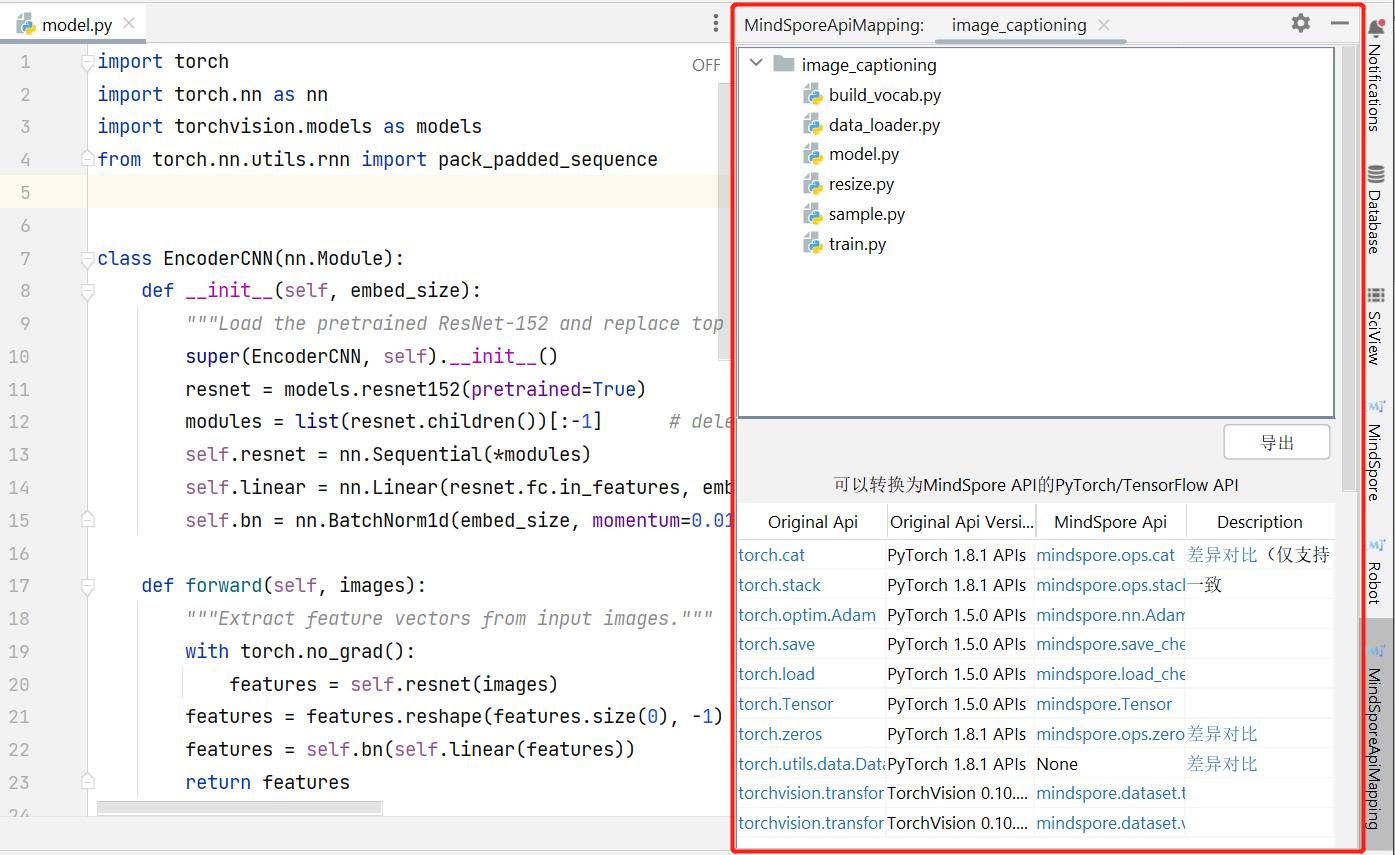 model.py
OFF
1 import torch
2 import torch.nn as nn
3 import torchvision.models as models
4 from torch.nn.utils.rnn import pack_padded_sequence
5
6
7 class EncoderCNN(nn.Module):
8 def __init__(self, embed_size):
9 """Load the pretrained ResNet-152 and replace top
10 super(EncoderCNN, self).__init__()
11 resnet = models.resnet152(pretrained=True)
12 modules = list(resnet.children())[:-1] # dele
13 self.resnet = nn.Sequential(*modules)
14 self.linear = nn.Linear(resnet.fc.in_features, emb
15 self.bn = nn.BatchNorm1d(embed_size, momentum=0.01
16
17 def forward(self, images):
18 """Extract feature vectors from input images."""
19 with torch.no_grad():
20 features = self.resnet(images)
21 features = features.reshape(features.size(0), -1)
22 features = self.bn(self.linear(features))
23 return features
24
MindSporeApiMapping: image_captioning
image_captioning
build_vocab.py
data_loader.py
model.py
resize.py
sample.py
train.py
导出
可以转换为MindSpore API的PyTorch/TensorFlow API
Original Api Original Api Versi... MindSpore Api Description
torch.cat PyTorch 1.8.1 APIs mindspore.ops.cat 差异对比（仅支持
torch.stack PyTorch 1.8.1 APIs mindspore.ops.stack 一致
torch.optim.Adam PyTorch 1.5.0 APIs mindspore.nn.Adam
torch.save PyTorch 1.5.0 APIs mindspore.save_che
torch.load PyTorch 1.5.0 APIs mindspore.load_che
torch.Tensor PyTorch 1.5.0 APIs mindspore.Tensor
torch.zeros PyTorch 1.8.1 APIs mindspore.ops.zero 差异对比
torch.utils.data.Data PyTorch 1.8.1 APIs None 差异对比
torchvision.transfor TorchVision 0.10.... mindspore.dataset.t
torchvision.transfor TorchVision 0.10.... mindspore.dataset.v
Notifications
Database
SciView
MindSpore
Robot
MindSporeApiMapping